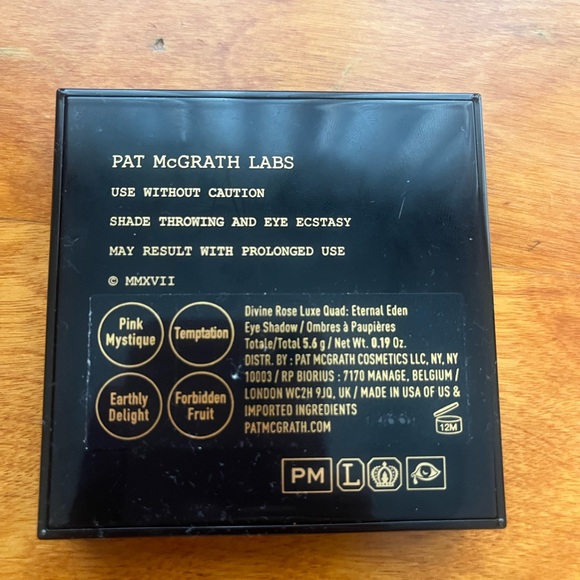 PAT McGRATH LABS
USE WITHOUT CAUTION
SHADE THROWING AND EYE ECSTASY
MAY RESULT WITH PROLONGED USE
© MMXVII
Pink
Mystique
Temptation
Earthly
Delight
Forbidden
Fruit
Divine Rose Luxe Quad: Eternal Eden
Eye Shadow / Ombres à Paupières
Totale/Total 5.6 g / Net Wt. 0.19 Oz.
DISTR. BY : PAT MCGRATH COSMETICS LLC, NY, NY
10003 / RP BIORIUS : 7170 MANAGE, BELGIUM /
LONDON WC2H 9JQ, UK / MADE IN USA OF US &
IMPORTED INGREDIENTS
PATMCGRATH.COM
12M
PM L